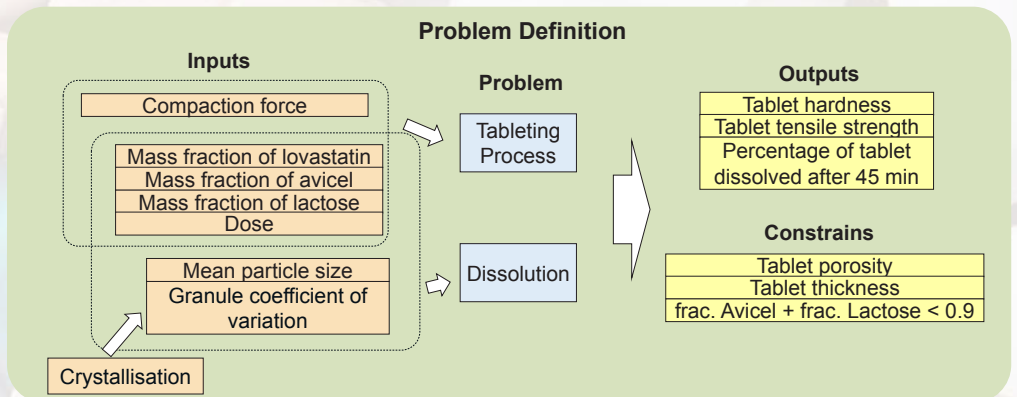 Problem Definition
Inputs
Compaction force
Mass fraction of lovastatin
Mass fraction of avicel
Mass fraction of lactose
Dose
Mean particle size
Granule coefficient of
variation
Crystallisation
Problem
Tableting
Process
Dissolution
Outputs
Tablet hardness
Tablet tensile strength
Percentage of tablet
dissolved after 45 min
Constrains
Tablet porosity
Tablet thickness
frac. Avicel + frac. Lactose < 0.9